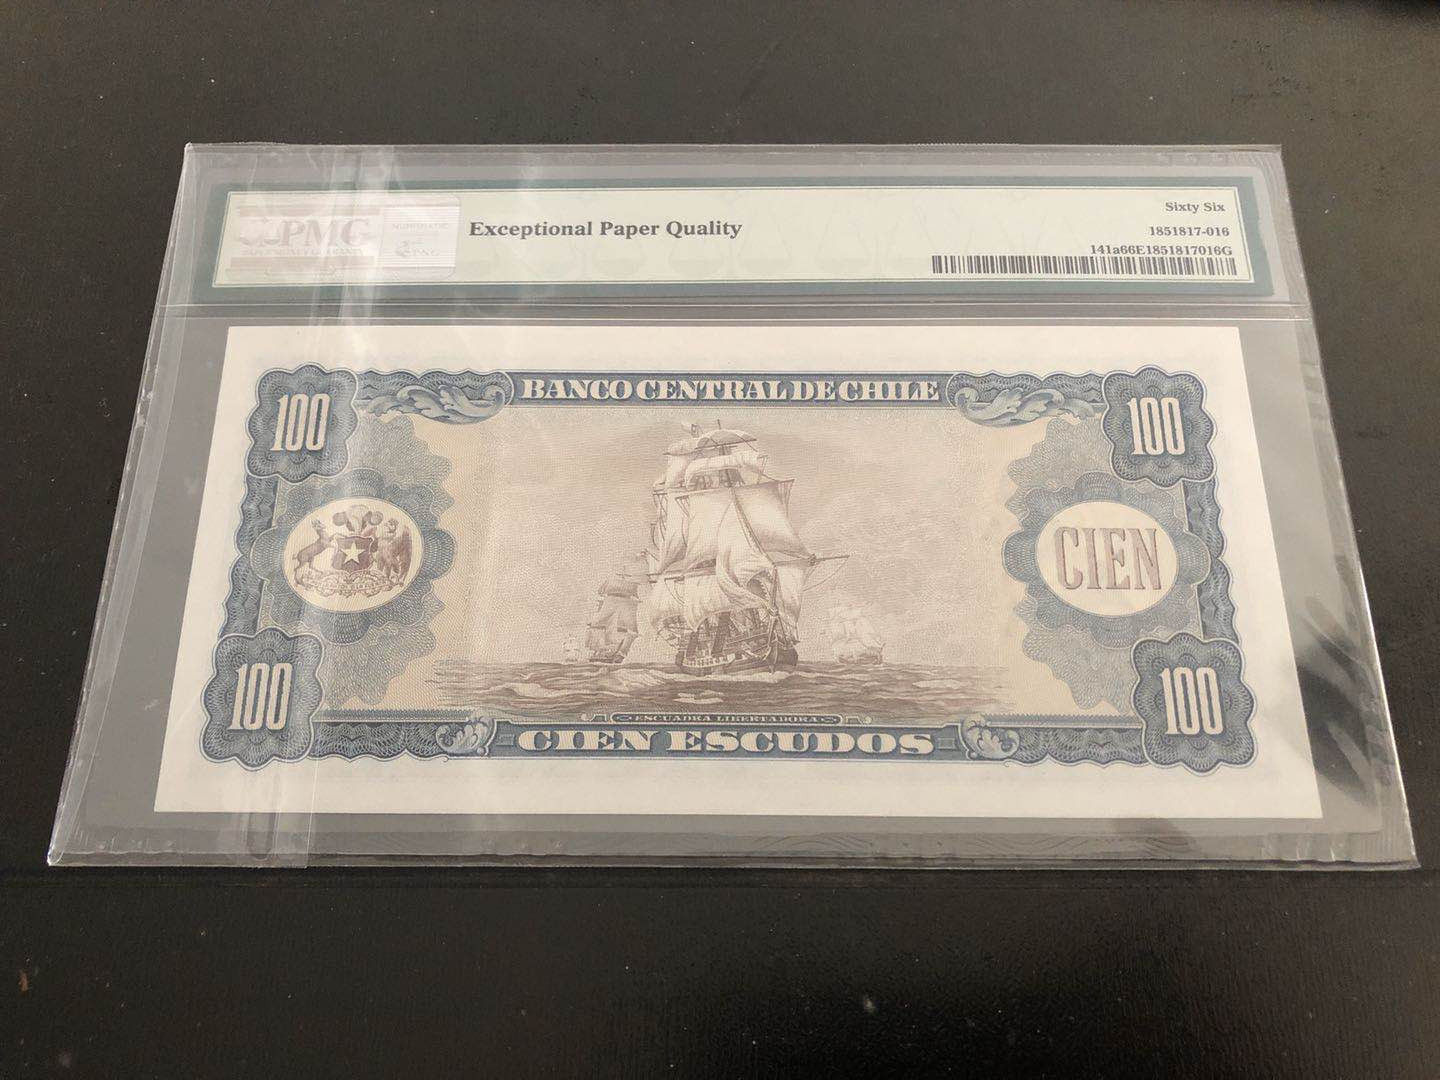 PMG
Exceptional Paper Quality
Sixty Six
1851817-016
141a66E1851817016G
BANCO CENTRAL DE CHILE
100
100
CIEN
100
100
ESCUADRA LIBERTADORA
CIEN ESCUDOS